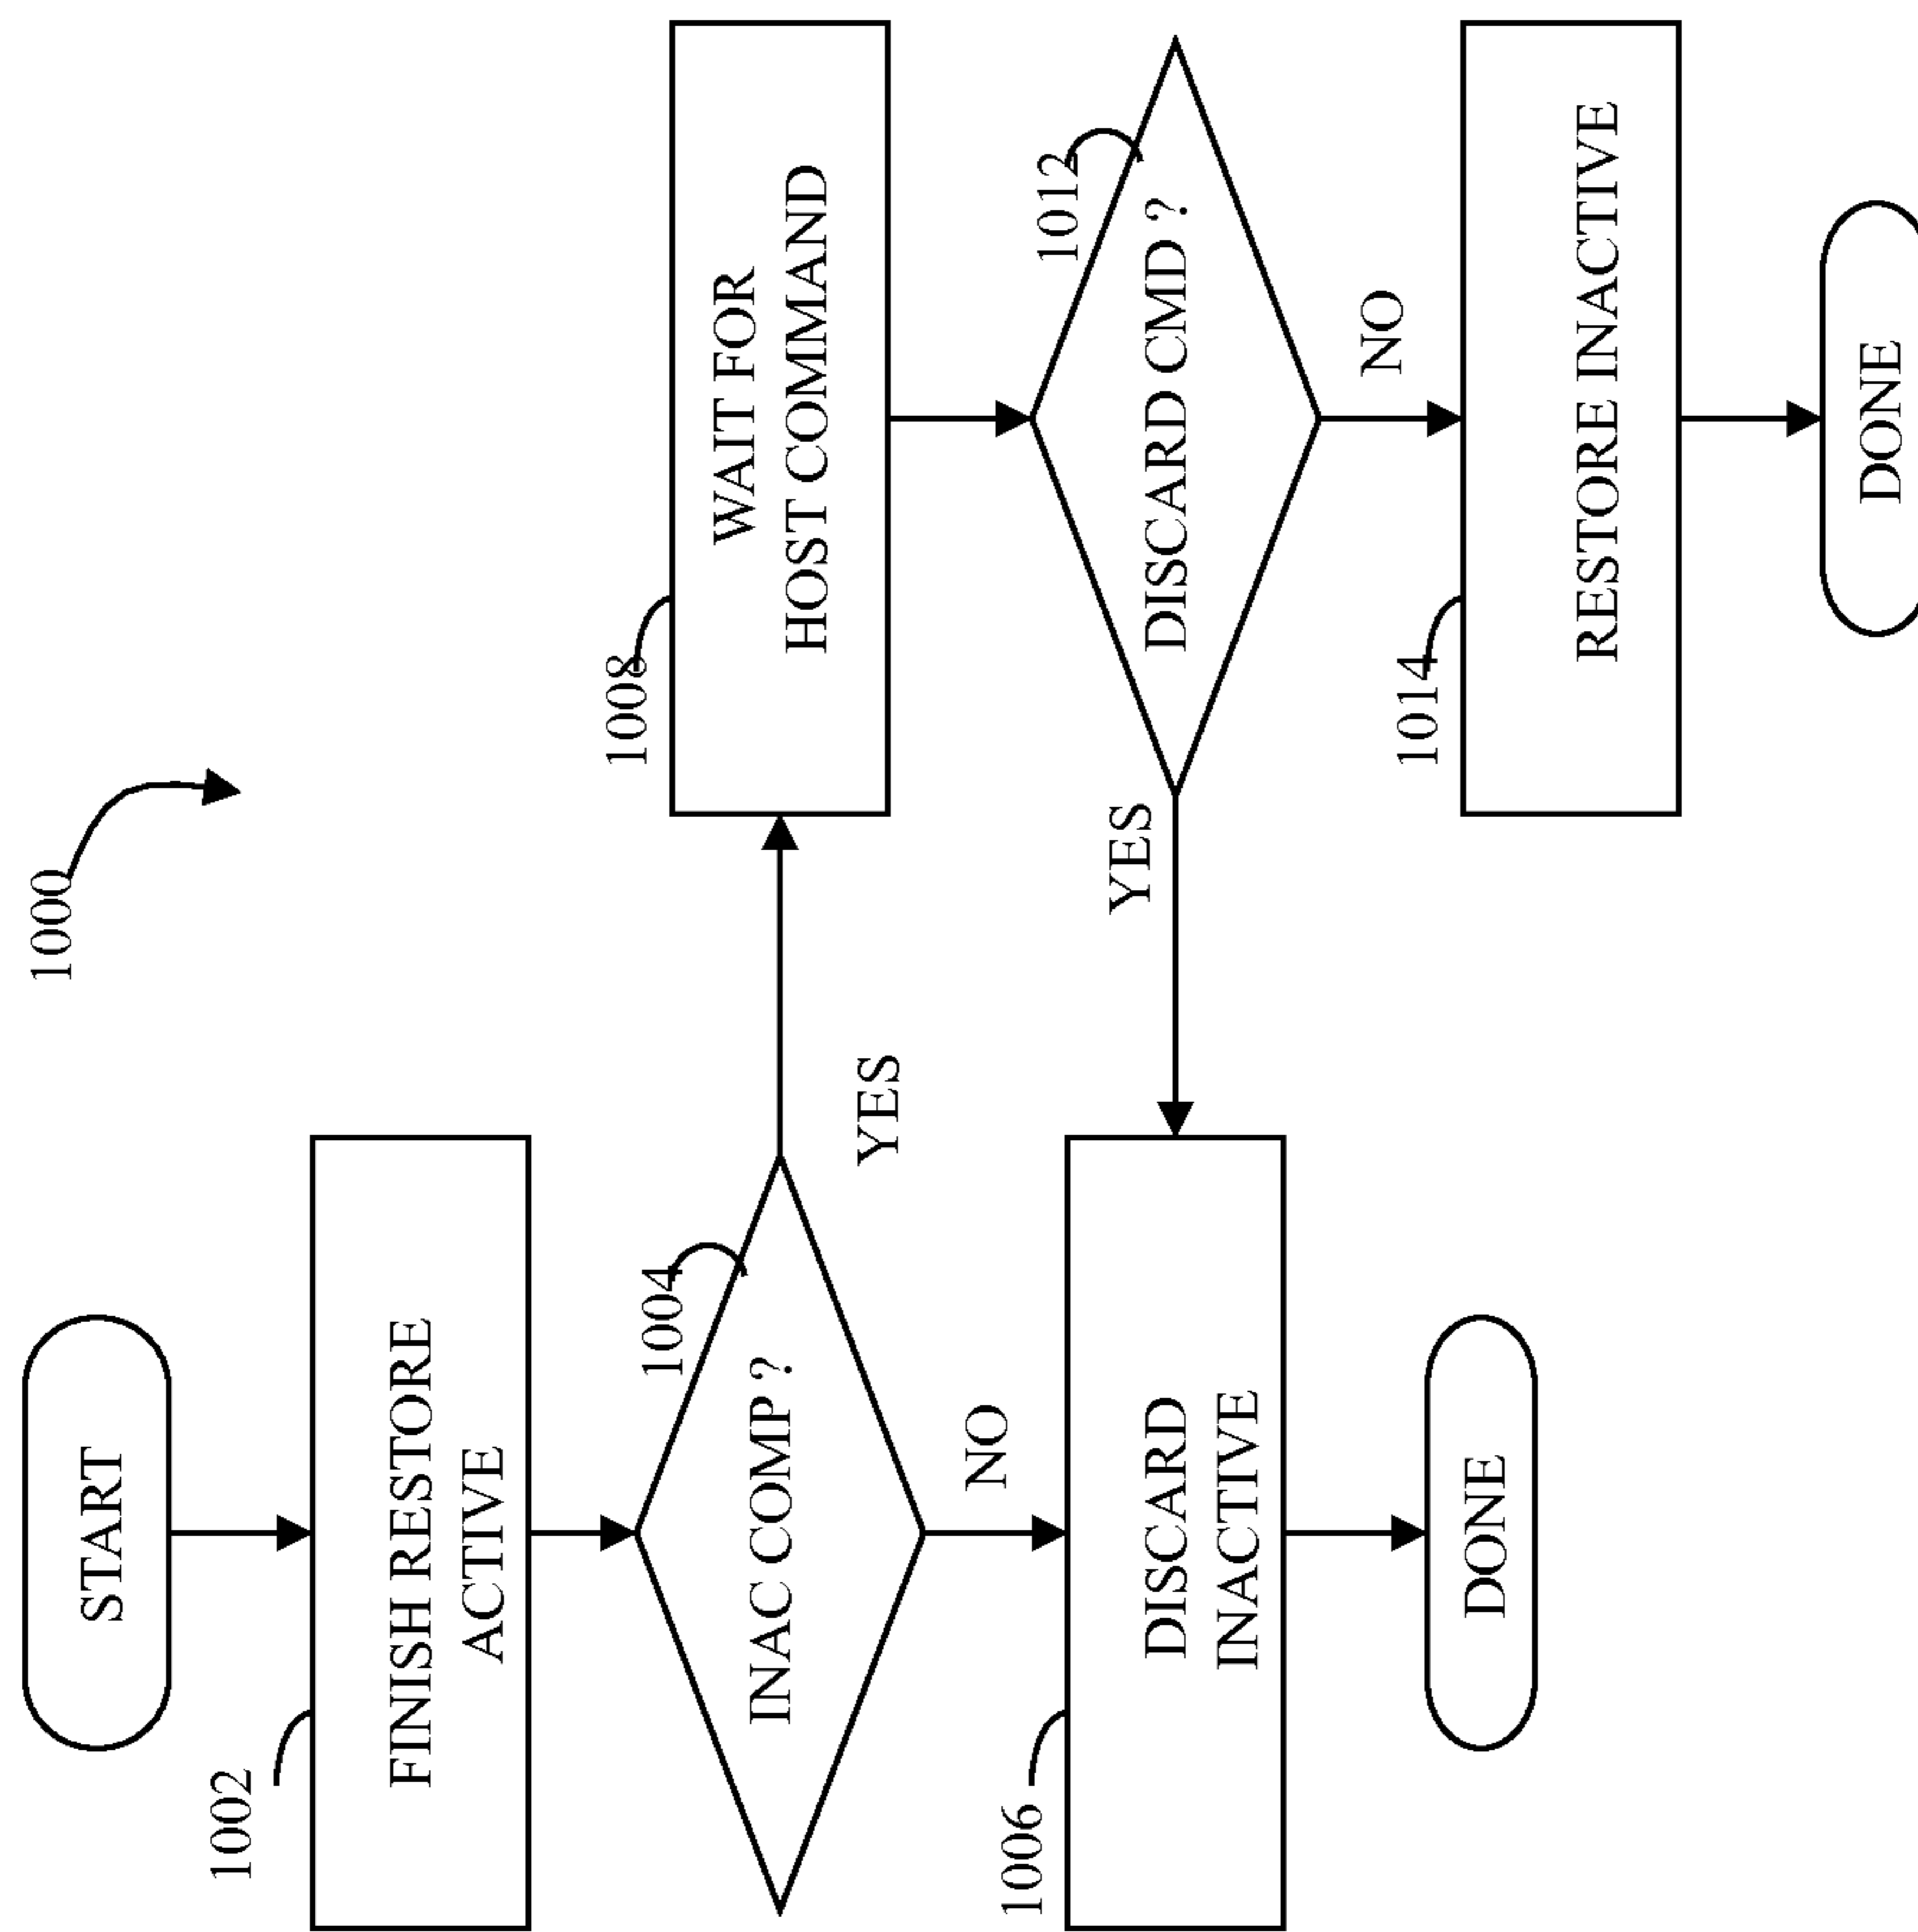 1000
START
1002
FINISH RESTORE
ACTIVE
1004
INAC COMP ?
YES
NO
1006
DISCARD
INACTIVE
DONE
1008
WAIT FOR
HOST COMMAND
1012
DISCARD CMD ?
YES
NO
1014
RESTORE INACTIVE
DONE